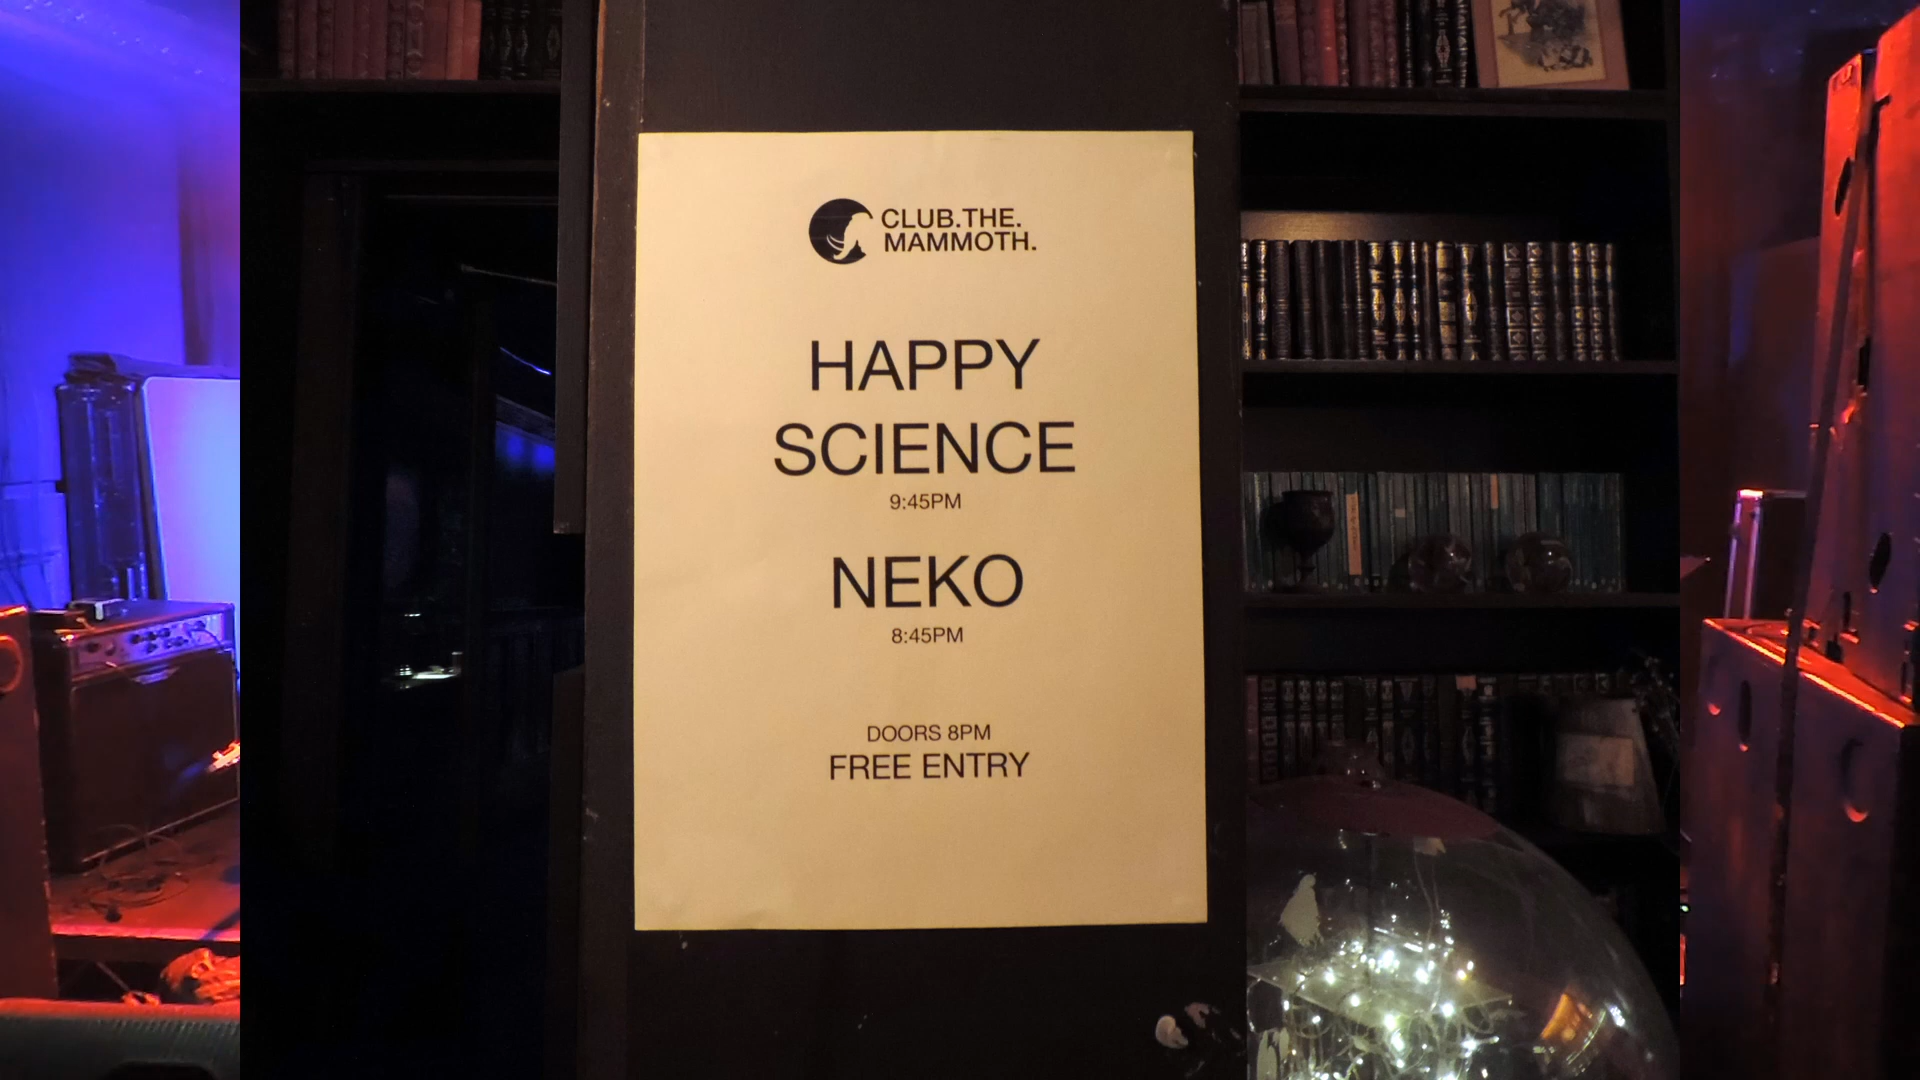 CLUB.THE.
MAMMOTH.
HAPPY
SCIENCE
9:45PM
NEKO
8:45PM
DOORS 8PM
FREE ENTRY